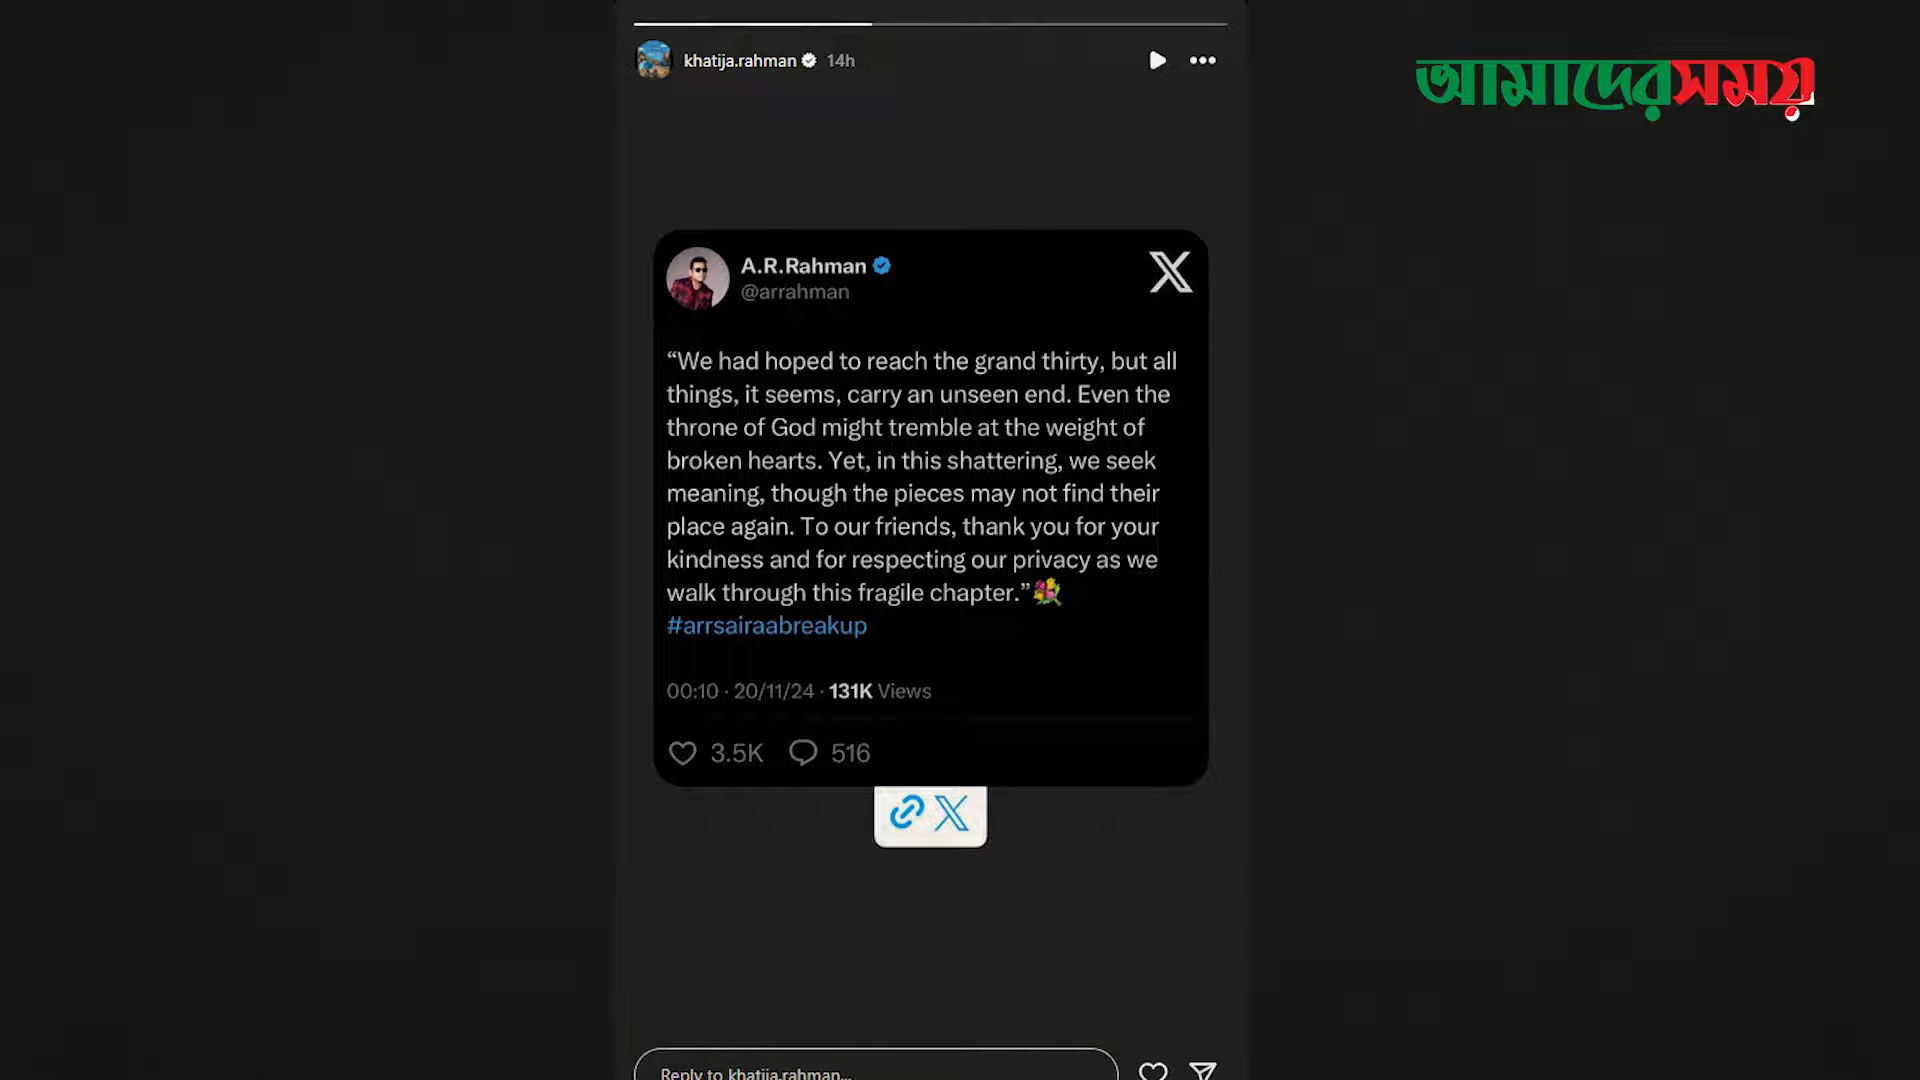 khatija.rahman 14h
আমাদেরসময়
A.R.Rahman
@arrahman
“We had hoped to reach the grand thirty, but all
things, it seems, carry an unseen end. Even the
throne of God might tremble at the weight of
broken hearts. Yet, in this shattering, we seek
meaning, though the pieces may not find their
place again. To our friends, thank you for your
kindness and for respecting our privacy as we
walk through this fragile chapter.”💐
#arrsairaabreakup
00:10 · 20/11/24 · 131K Views
3.5K 516
Reply to khatija.rahman...